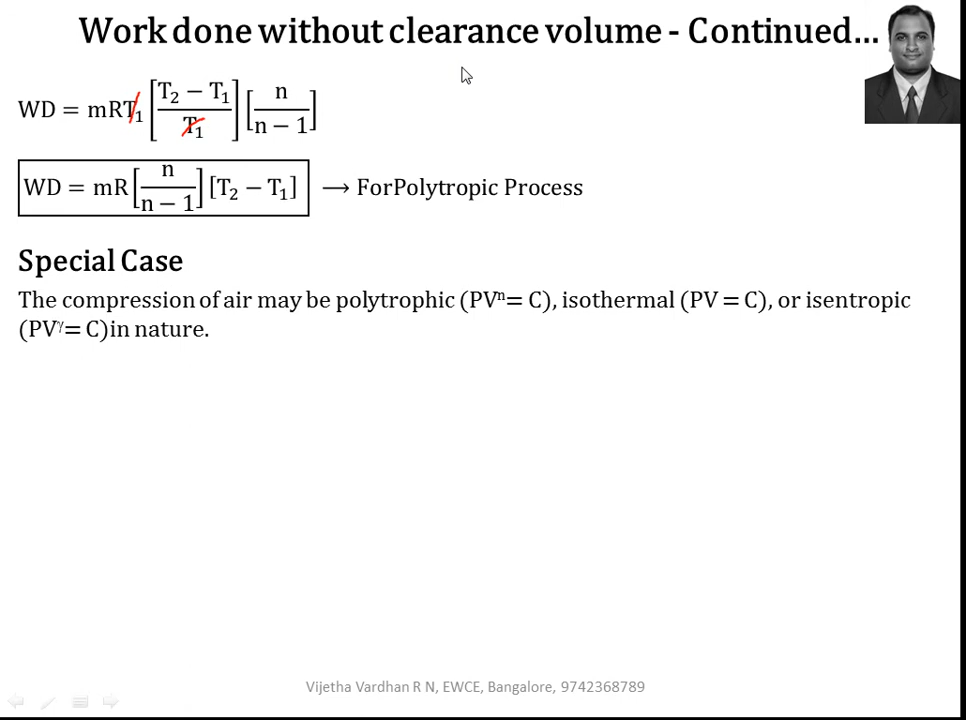 Work done without clearance volume - Continued...
WD = mRT₁ [(T₂ − T₁)/T₁] [n/(n − 1)]
WD = mR [n/(n − 1)] [T₂ − T₁] → ForPolytropic Process
Special Case
The compression of air may be polytrophic (PVⁿ= C), isothermal (PV = C), or isentropic
(PVᵞ= C)in nature.
Vijetha Vardhan R N, EWCE, Bangalore, 9742368789